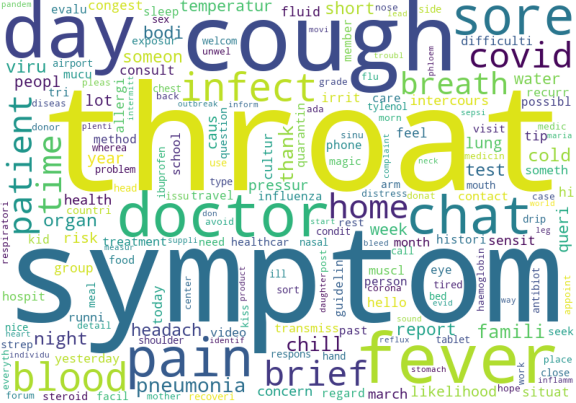 pandem evalu congest temperatur fluid short nose lead side
day cough sleep sex bodi exposur welcom unwel member movi troubl sore
viru airport mucu someon consult difficulti covid
peopl tri pleas chest back infect allergi irrit grade flu care tylenol morn breath phloem water recurr possibl
diseas intermitt lot outbreak inform ada intercours sepsi
patient time donor plenti wherea method year problem throat caus question cultur thank quarantin phone magic sinu feel complaint visit tip medic maria cold
organ health countri risk kid use head ibuprofen school type dissu travel pressur influenza arm distress neck donat lung contact test medicin mouth someth hi case world
respiratori doctor don avoid home start rest condit chat week month drip histori sensit queri leg
hospit group meal food measur treatment suppli need healthcar nasal bleed call eye tired bed evid haemoglobin antibiot way appoint
symptom today center ill sort kiss product post daughter guidelin muscl person corona hello
nice heart strep runni detail night headach shoulder video transmiss identif past chill report famili sound tablet seek
individu yesterday pain respons hand reflux market stomach place close inflamm
everyth blood pneumonia brief concern regard march fever likelihood hope situat
forum steroid facil mother recoveri